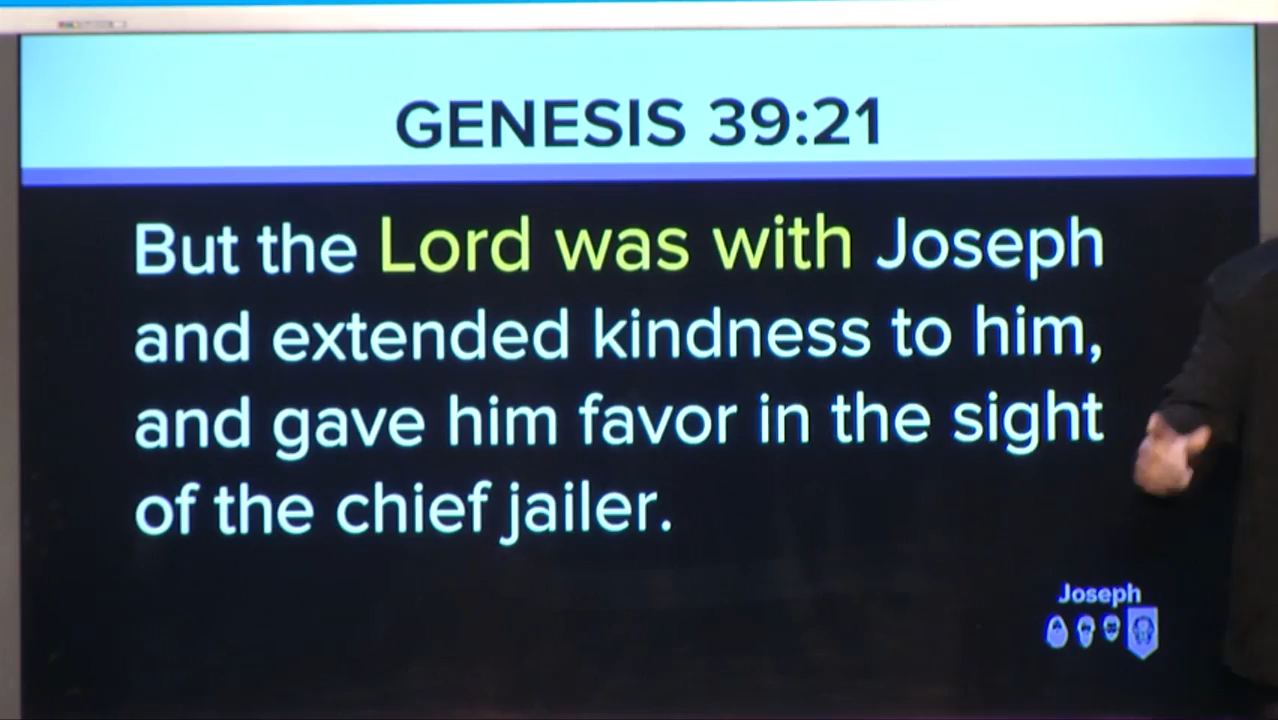 GENESIS 39:21
But the Lord was with Joseph
and extended kindness to him,
and gave him favor in the sight
of the chief jailer.
Joseph